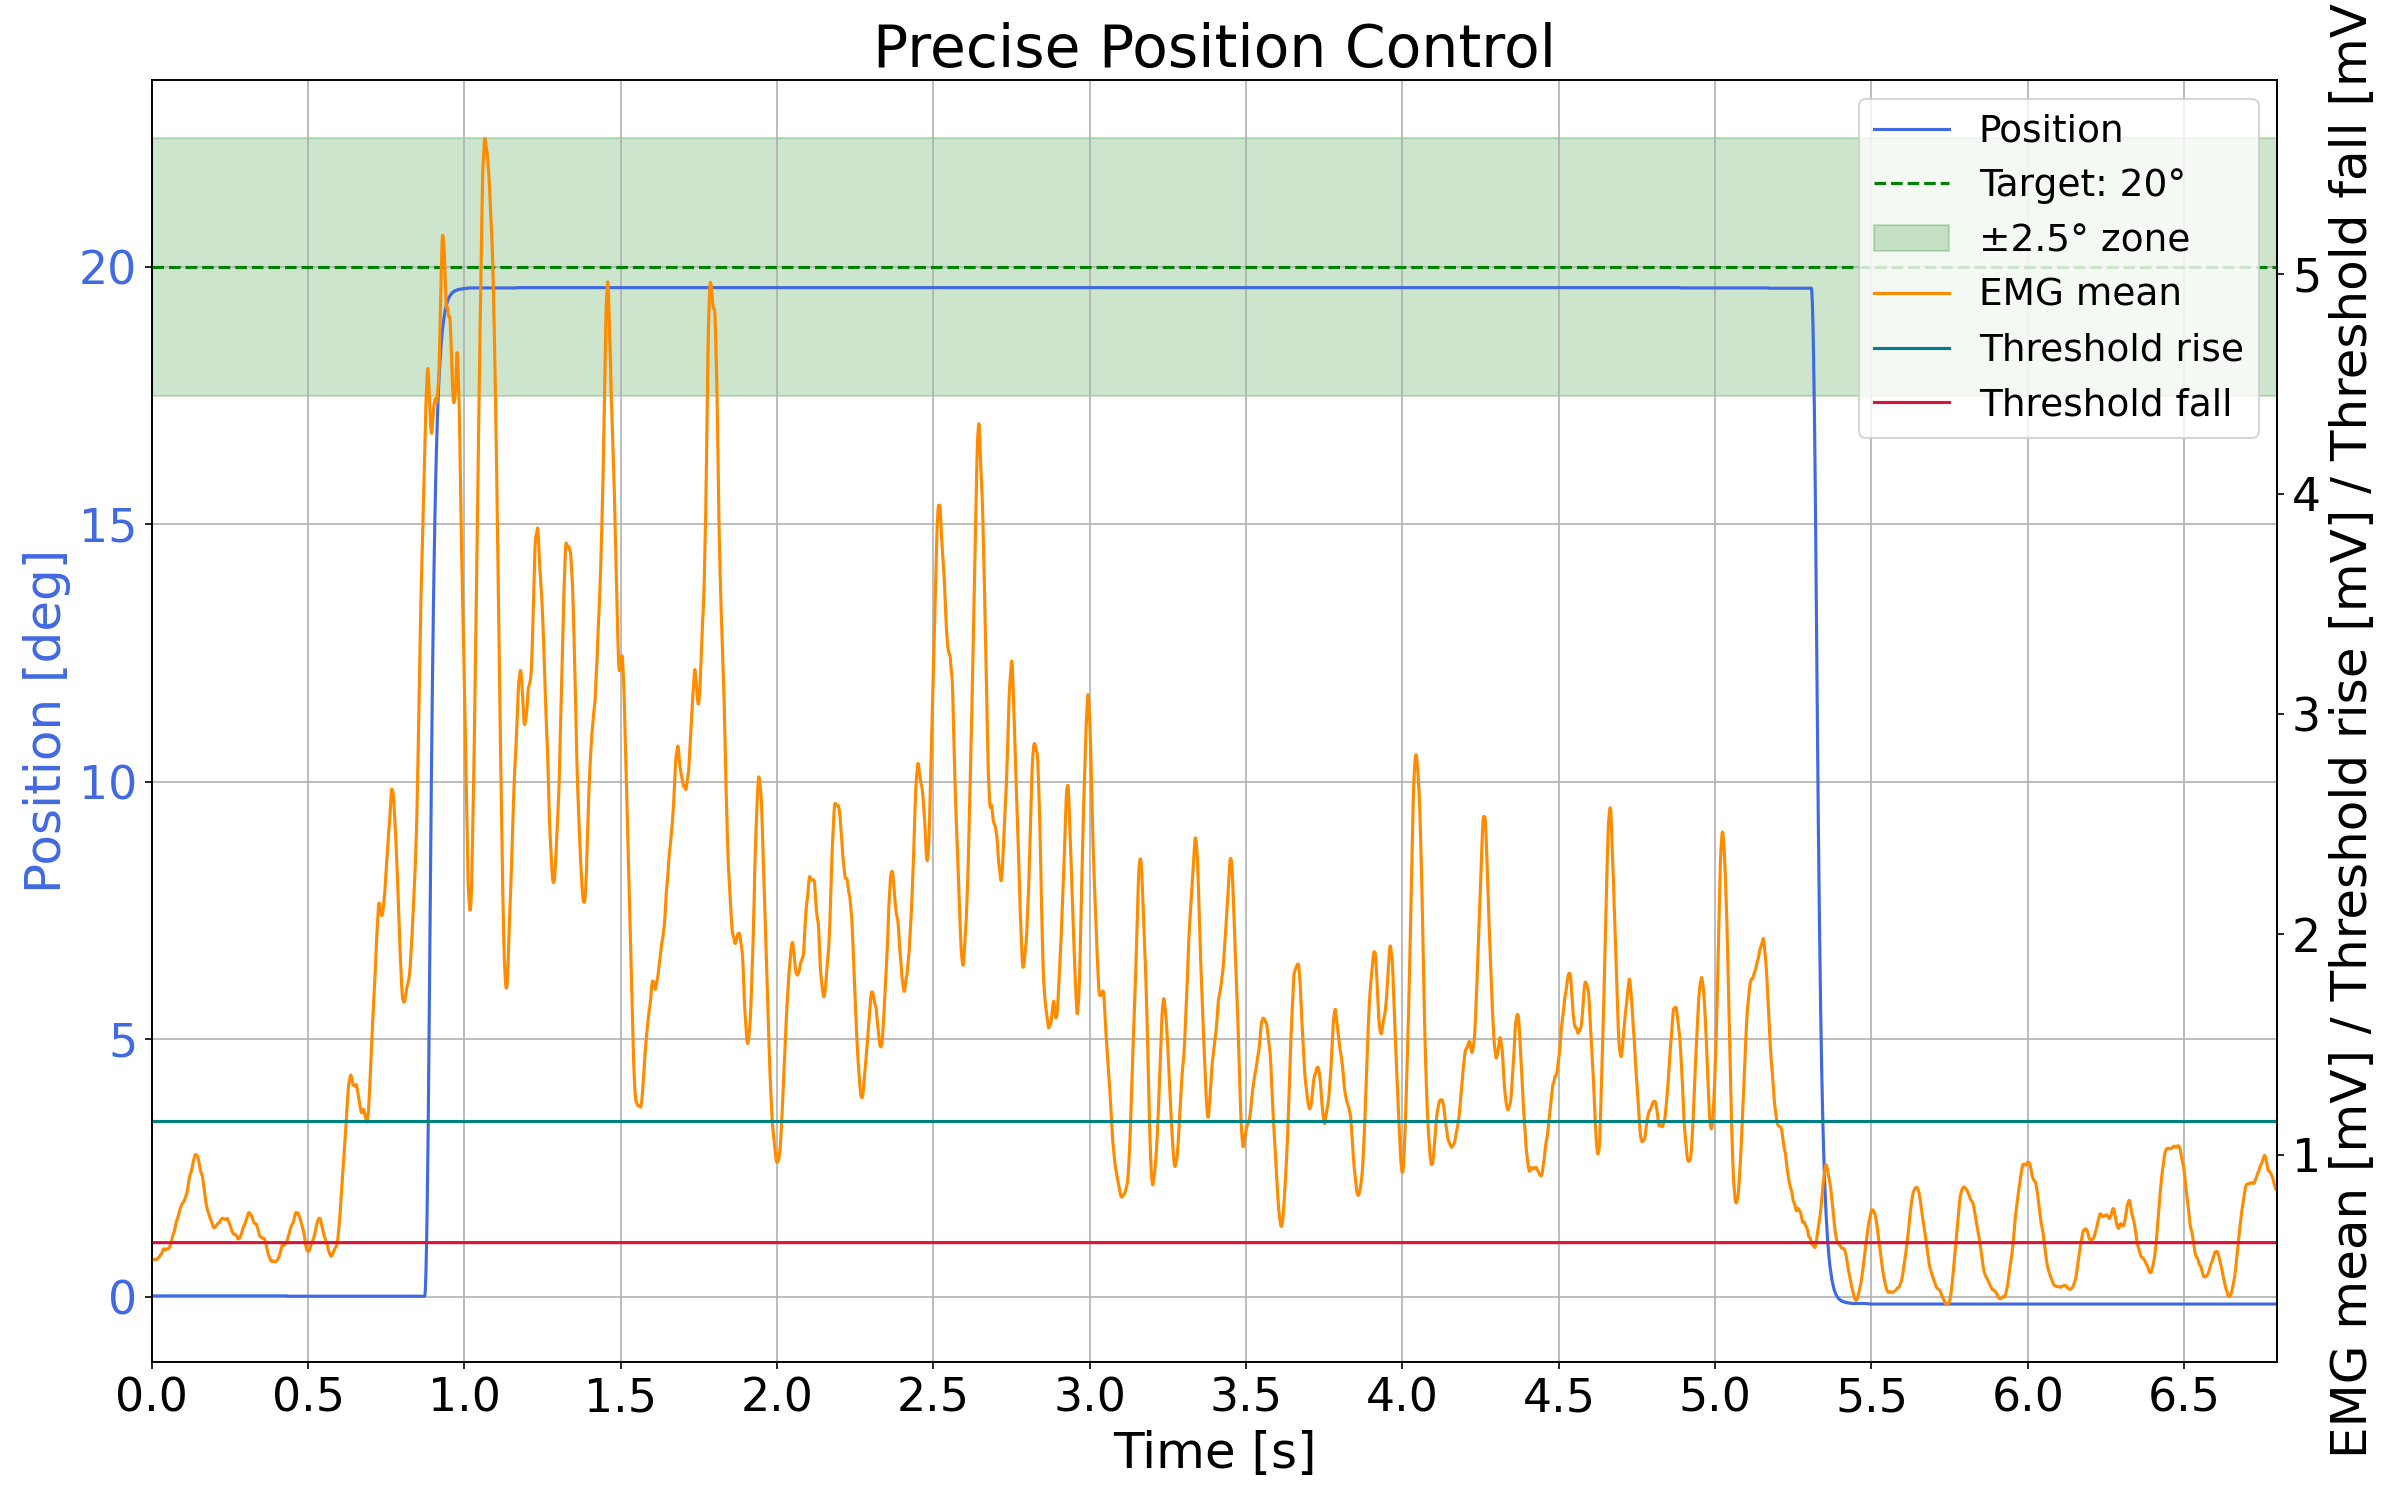 Precise Position Control
Position [deg]
20
15
10
5
0
Position
Target: 20°
±2.5° zone
EMG mean
Threshold rise
Threshold fall
5
4
3
2
1
EMG mean [mV] / Threshold rise [mV] / Threshold fall [mV
0.0 0.5 1.0 1.5 2.0 2.5 3.0 3.5 4.0 4.5 5.0 5.5 6.0 6.5
Time [s]